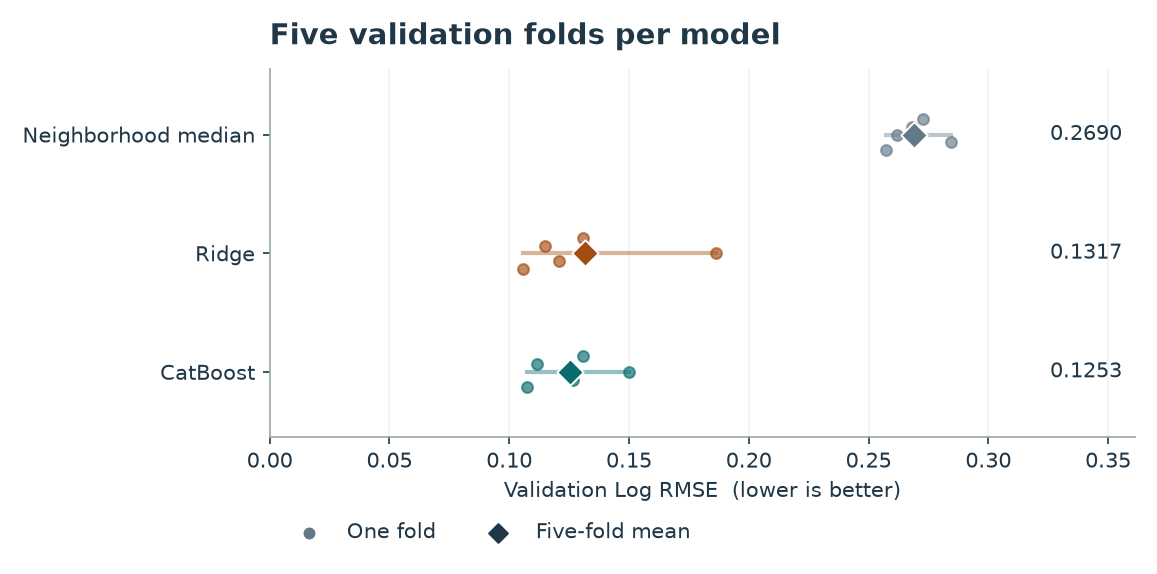 Five validation folds per model
Neighborhood median
0.2690
Ridge
0.1317
CatBoost
0.1253
0.00 0.05 0.10 0.15 0.20 0.25 0.30 0.35
Validation Log RMSE  (lower is better)
One fold Five-fold mean